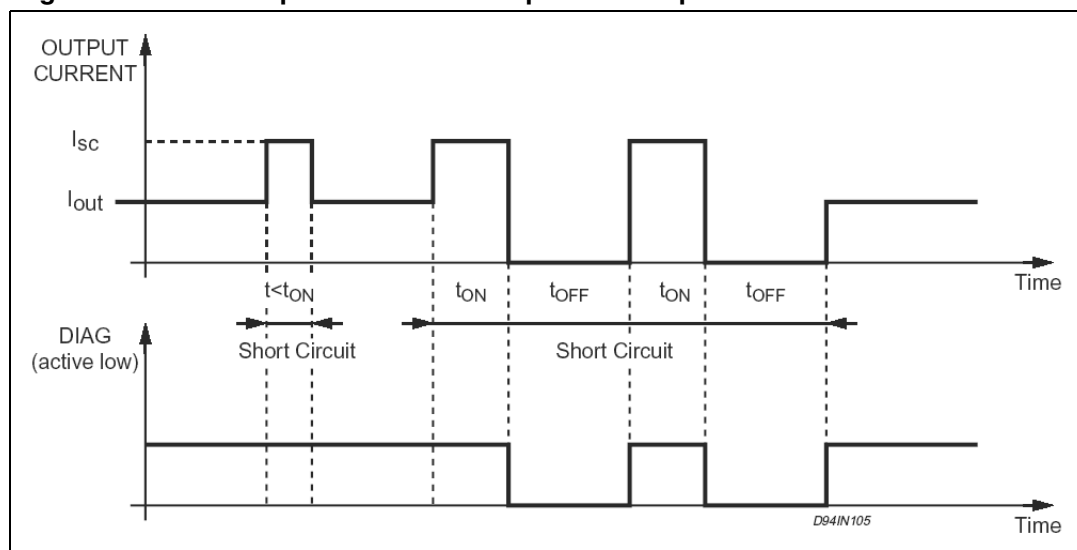 OUTPUT
CURRENT
Isc
Iout
t<tON
tON
tOFF
tON
tOFF
Time
DIAG
(active low)
Short Circuit
Short Circuit
D94IN105
Time